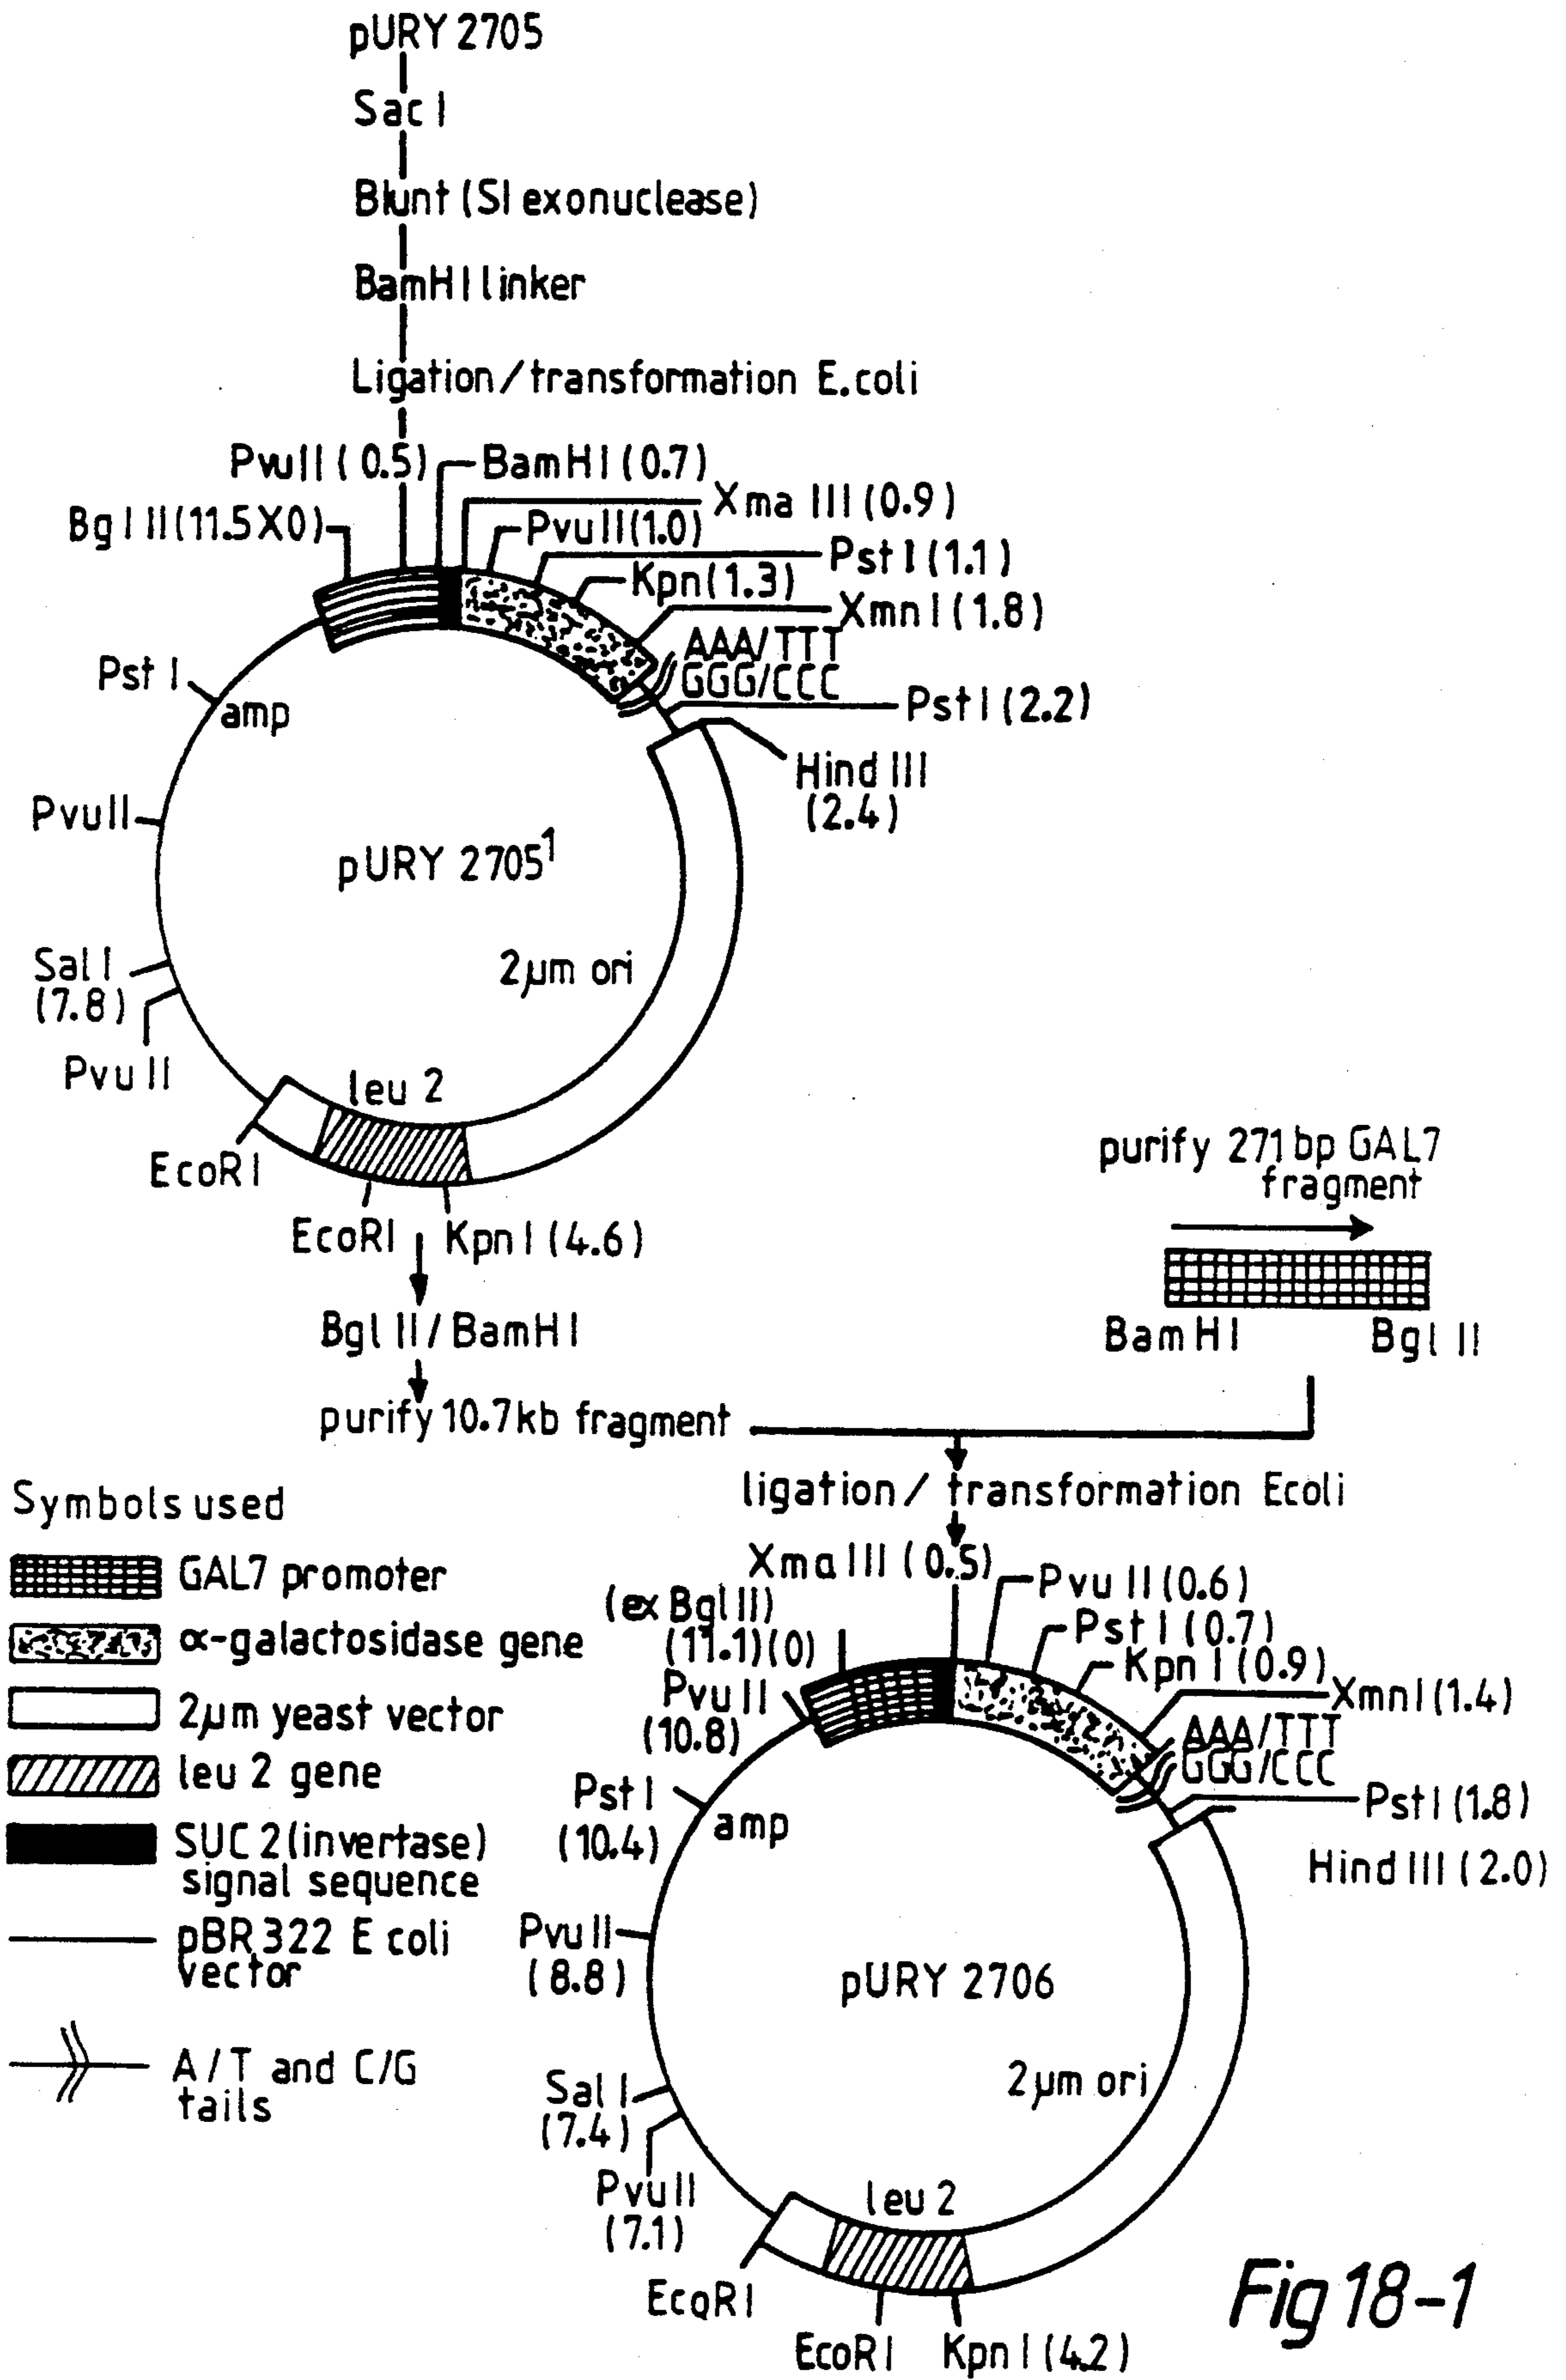 pURY 2705
Sac I
Blunt (SI exonuclease)
BamHI linker
Ligation/transformation E.coli
PvuII (0.5)
BamHI (0.7)
Bgl II (11.5X0)
Xma III (0.9)
PvuII (1.0)
Pst I (1.1)
Kpn (1.3)
Xmn I (1.8)
AAA/TTT
GGG/CCC
Pst I
amp
Pst I (2.2)
Hind III
(2.4)
PvuII
pURY 2705¹
Sal I
(7.8)
2µm ori
Pvu II
leu 2
EcoRI
EcoRI
Kpn I (4.6)
purify 271 bp GAL7
fragment
Bgl II / BamHI
BamHI
Bgl II
purify 10.7kb fragment
ligation / transformation Ecoli
Symbols used
GAL7 promoter
α-galactosidase gene
2µm yeast vector
leu 2 gene
SUC 2 (invertase)
signal sequence
pBR 322 E coli
vector
A/T and C/G
tails
Xma III (0.5)
Pvu II (0.6)
(ex Bgl II)
(11.1)(0)
Pst I (0.7)
Kpn I (0.9)
Pvu II
(10.8)
XmnI (1.4)
AAA/TTT
GGG/CCC
Pst I
(10.4)
amp
Pst I (1.8)
Hind III (2.0)
Pvu II
(8.8)
pURY 2706
Sal I
(7.4)
2µm ori
Pvu II
(7.1)
leu 2
EcoRI
EcoRI
Kpn I (4.2)
Fig 18-1